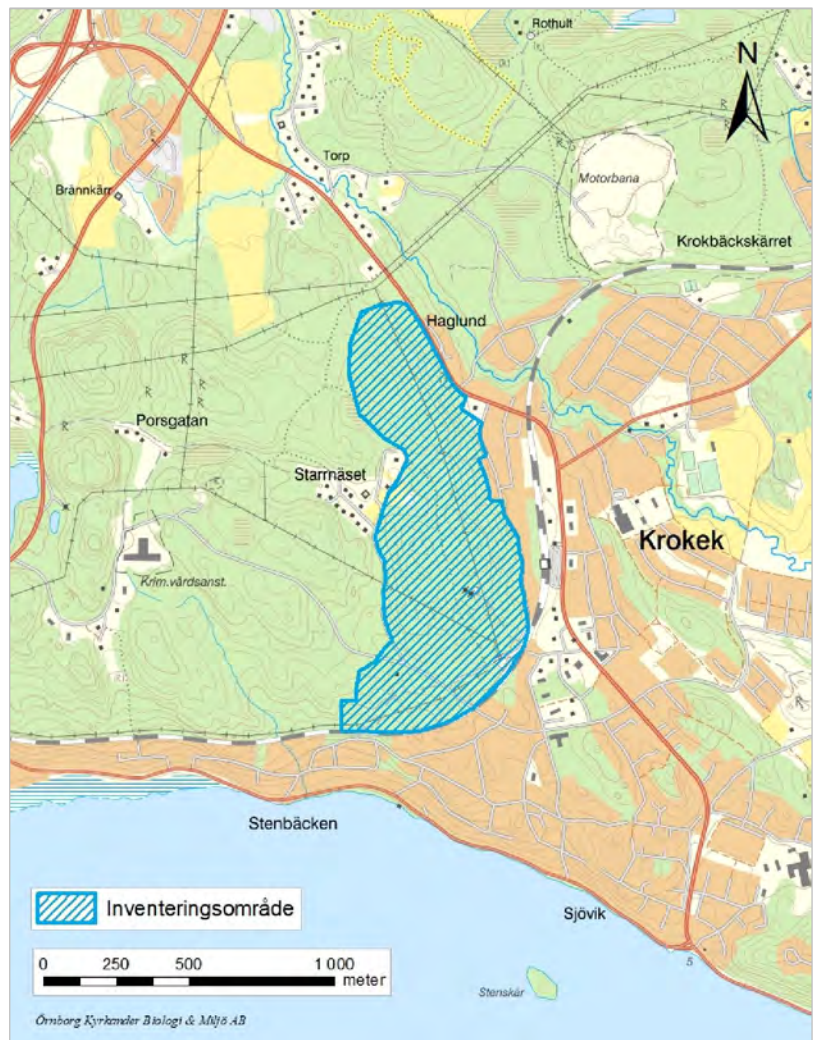 Rothult
N
Torp
Motorbana
Brännkärr
Krokbäckskärret
Haglund
Porsgatan
Starrnäset
Krokek
Krim.vårdsanst.
Stenbäcken
Inventeringsområde
Sjövik
0 250 500 1 000
meter
5
Stenskär
Örnborg Kyrkander Biologi & Miljö AB